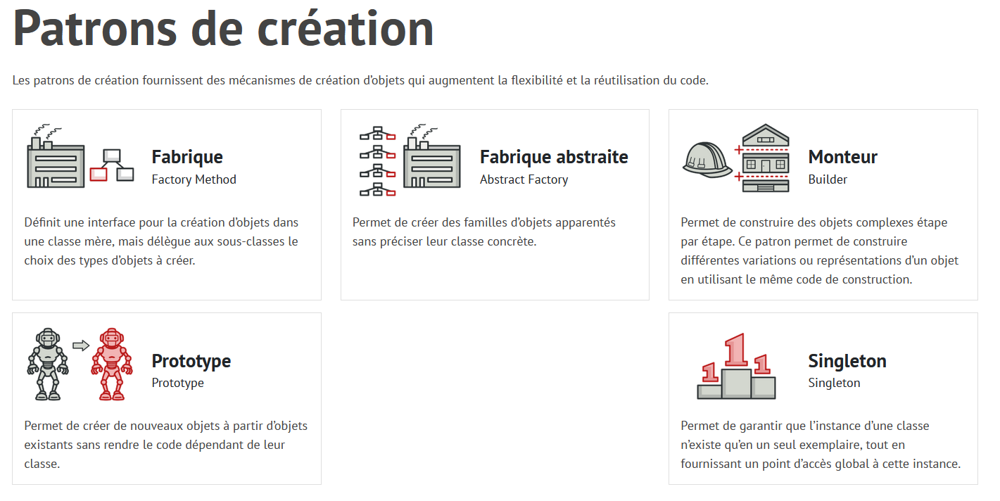 Patrons de création
Les patrons de création fournissent des mécanismes de création d’objets qui augmentent la flexibilité et la réutilisation du code.
Fabrique
Factory Method
Définit une interface pour la création d’objets dans
une classe mère, mais délègue aux sous-classes le
choix des types d’objets à créer.
Fabrique abstraite
Abstract Factory
Permet de créer des familles d’objets apparentés
sans préciser leur classe concrète.
Monteur
Builder
Permet de construire des objets complexes étape
par étape. Ce patron permet de construire
différentes variations ou représentations d’un objet
en utilisant le même code de construction.
Prototype
Prototype
Permet de créer de nouveaux objets à partir d’objets
existants sans rendre le code dépendant de leur
classe.
1
1
1
Singleton
Singleton
Permet de garantir que l’instance d’une classe
n’existe qu’en un seul exemplaire, tout en
fournissant un point d’accès global à cette instance.